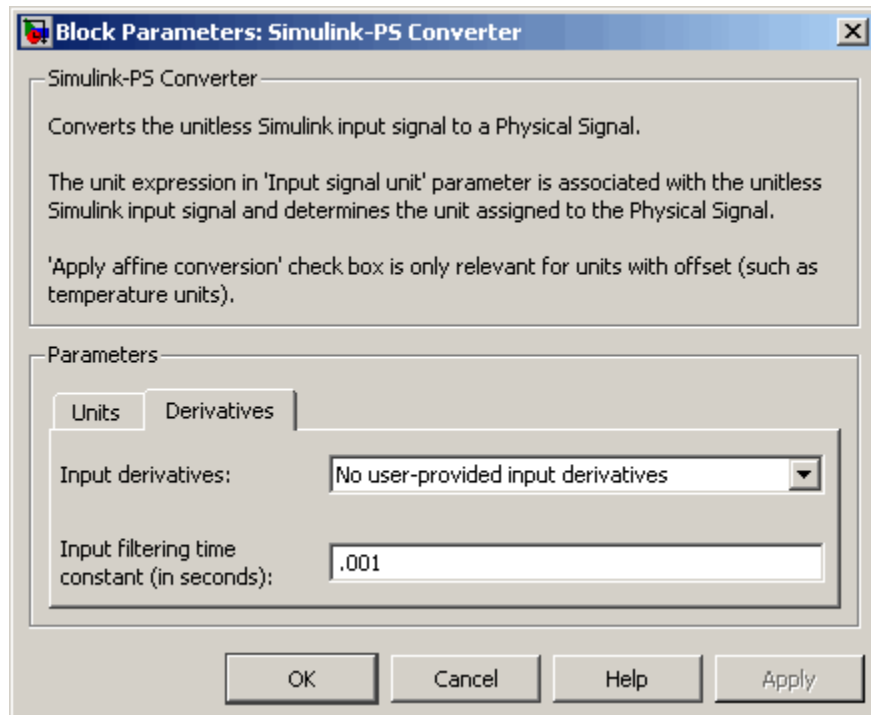 Block Parameters: Simulink-PS Converter
Simulink-PS Converter
Converts the unitless Simulink input signal to a Physical Signal.
The unit expression in 'Input signal unit' parameter is associated with the unitless
Simulink input signal and determines the unit assigned to the Physical Signal.
'Apply affine conversion' check box is only relevant for units with offset (such as
temperature units).
Parameters
Units Derivatives
Input derivatives: No user-provided input derivatives
Input filtering time
constant (in seconds): .001
OK Cancel Help Apply